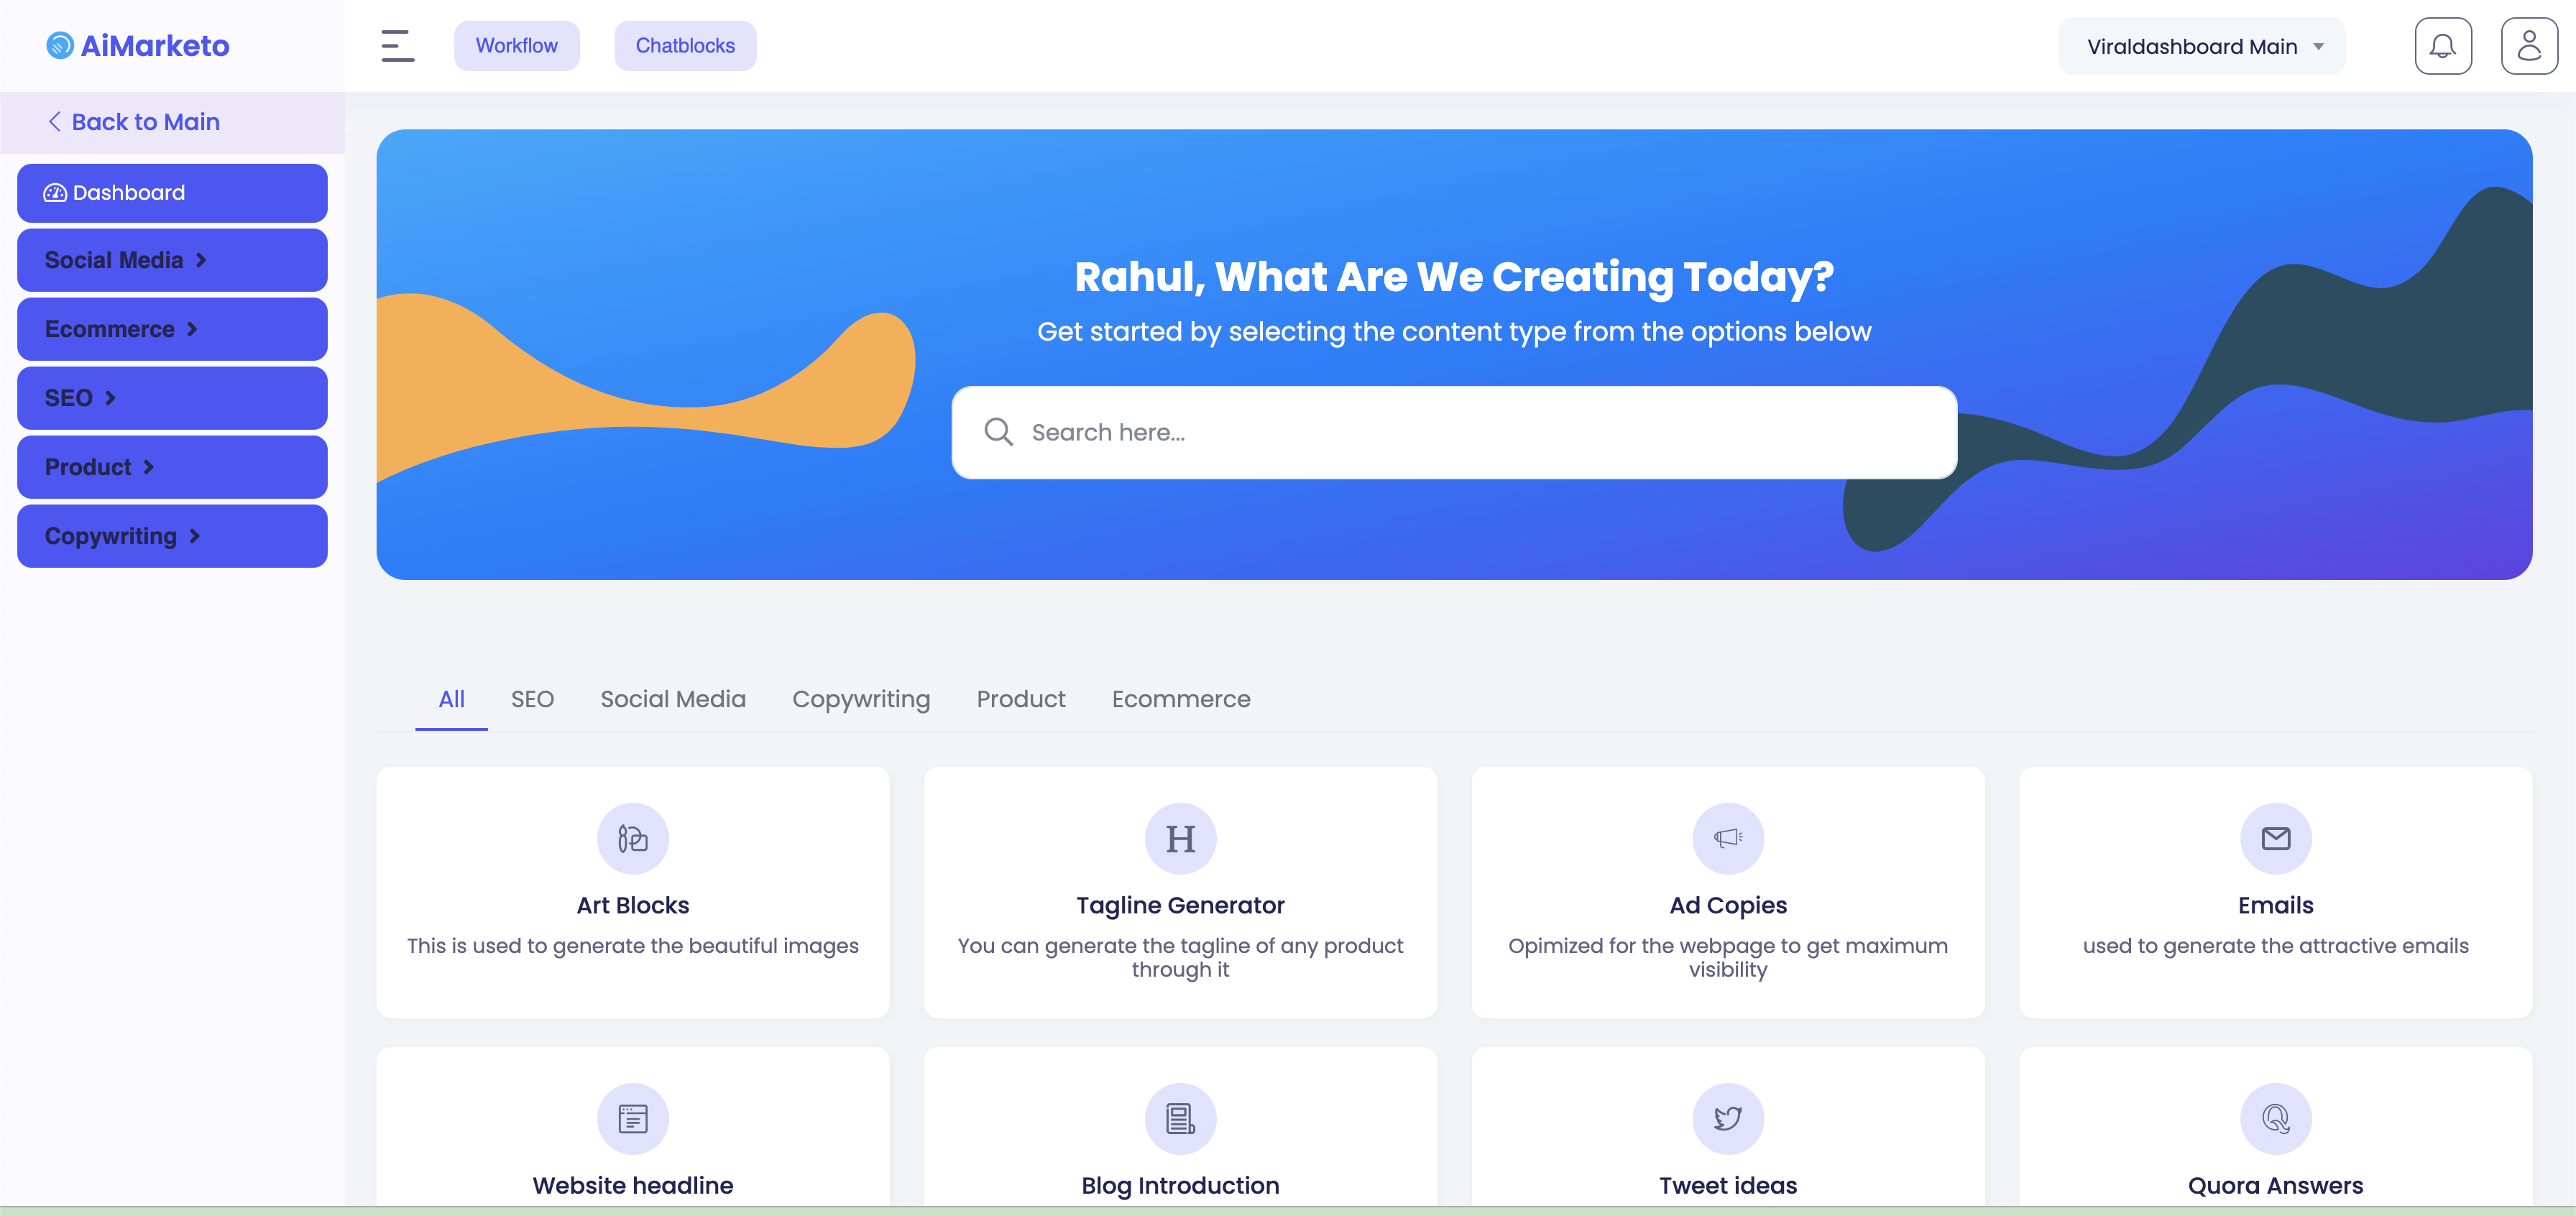 AiMarketo
Workflow
Chatblocks
Viraldashboard Main
Back to Main
Dashboard
Social Media
Ecommerce
SEO
Product
Copywriting
Rahul, What Are We Creating Today?
Get started by selecting the content type from the options below
Search here...
All
SEO
Social Media
Copywriting
Product
Ecommerce
Art Blocks
This is used to generate the beautiful images
Tagline Generator
You can generate the tagline of any product
through it
Ad Copies
Opimized for the webpage to get maximum
visibility
Emails
used to generate the attractive emails
Website headline
Blog Introduction
Tweet ideas
Quora Answers